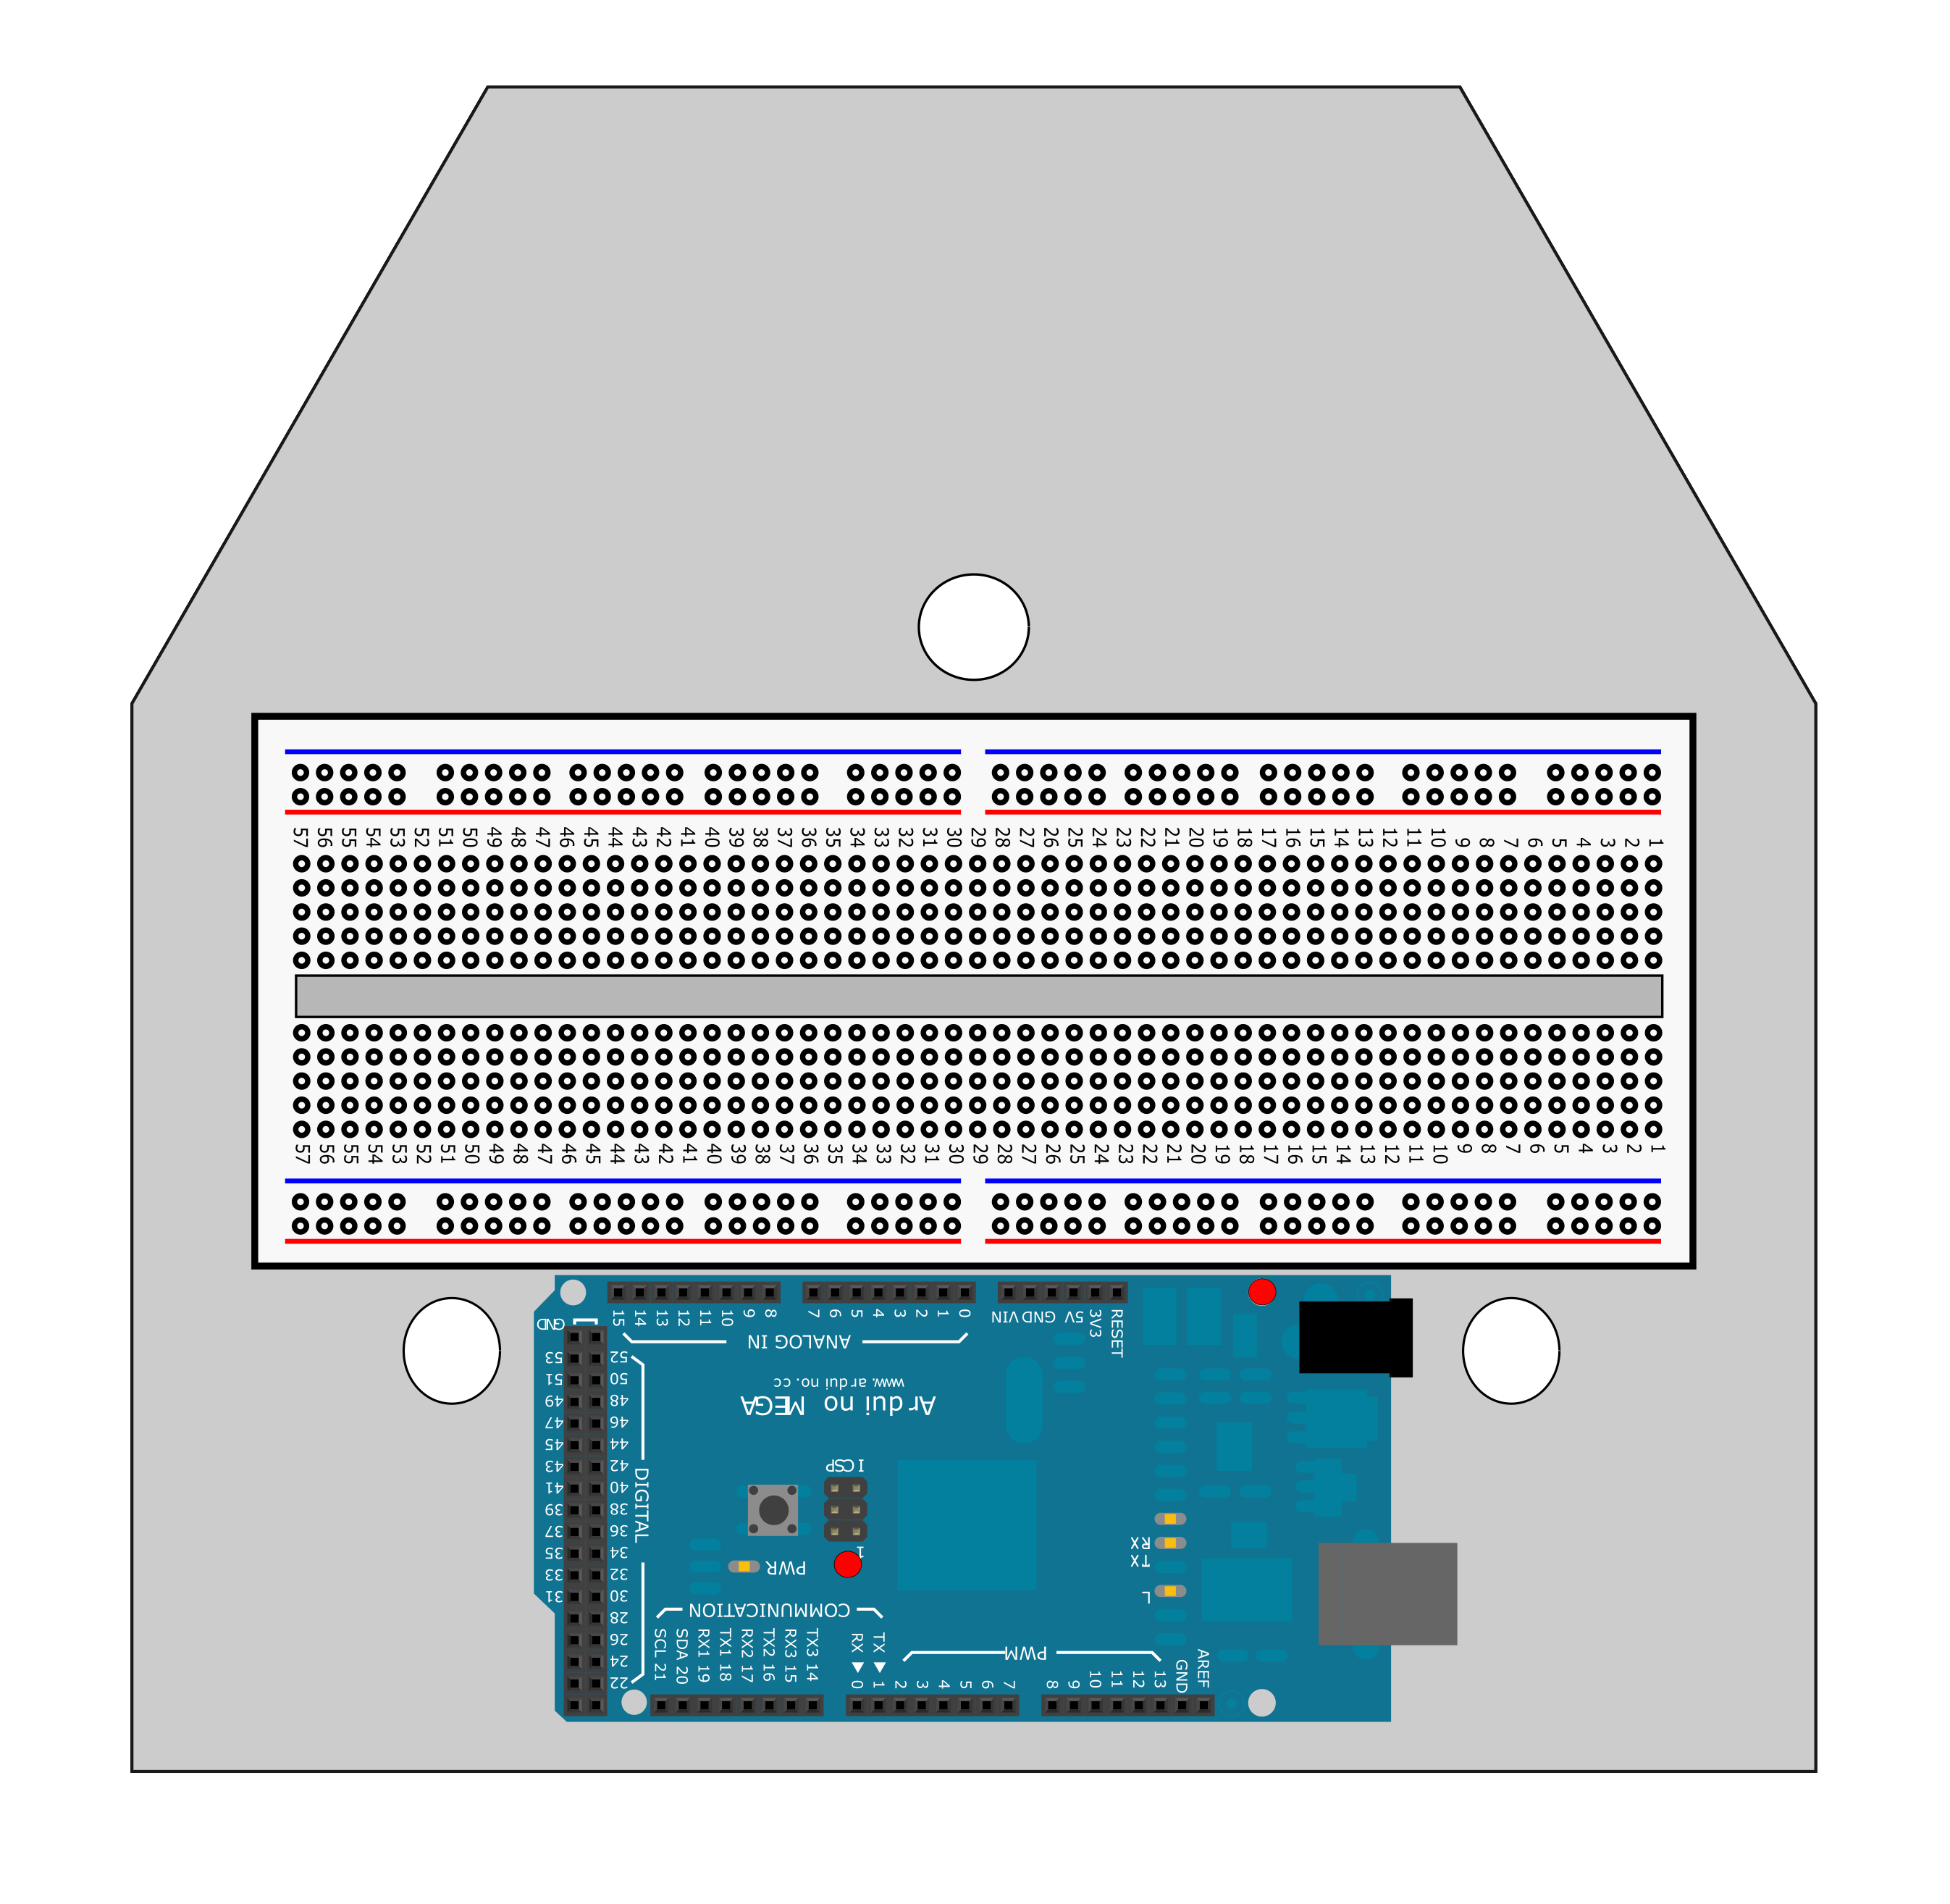 57 56 55 54 53 52 51 50 49 48 47 46 45 44 43 42 41 40 39 38 37 36 35 34 33 32 31 30 29 28 27 26 25 24 23 22 21 20 19 18 17 16 15 14 13 12 11 10 9 8 7 6 5 4 3 2 1
57 56 55 54 53 52 51 50 49 48 47 46 45 44 43 42 41 40 39 38 37 36 35 34 33 32 31 30 29 28 27 26 25 24 23 22 21 20 19 18 17 16 15 14 13 12 11 10 9 8 7 6 5 4 3 2 1
GND 15 14 13 12 11 10 9 8 7 6 5 4 3 2 1 0 VIN GND 5V 3V3 RESET
ANALOG IN
53 52
51 50
49 48
47 46
45 44
43 42
41 40
39 38
37 36
35 34
33 32
31 30
28
26
24
22
DIGITAL
www.arduino.cc
Arduino MEGA
ICSP
1
PWR
RX
TX
L
COMMUNICATION
SCL 21
SDA 20
RX1 19
TX1 18
RX2 17
TX2 16
RX3 15
TX3 14
RX 0
TX 1
PWM
2 3 4 5 6 7 8 9 10 11 12 13 GND AREF